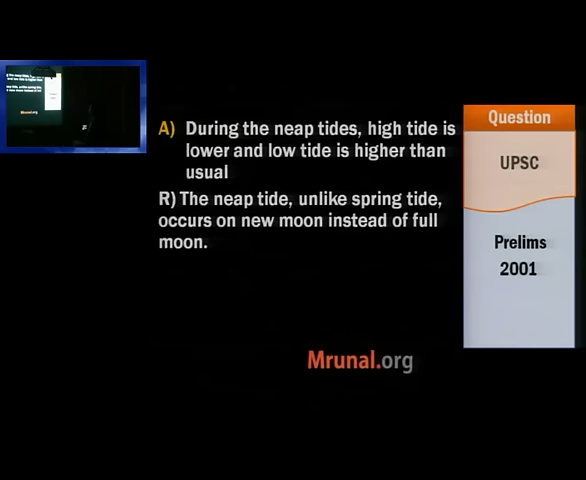 A) During the neap tides, high tide is
lower and low tide is higher than
usual
R) The neap tide, unlike spring tide,
occurs on new moon instead of full
moon.
Question
UPSC
Prelims
2001
Mrunal.org